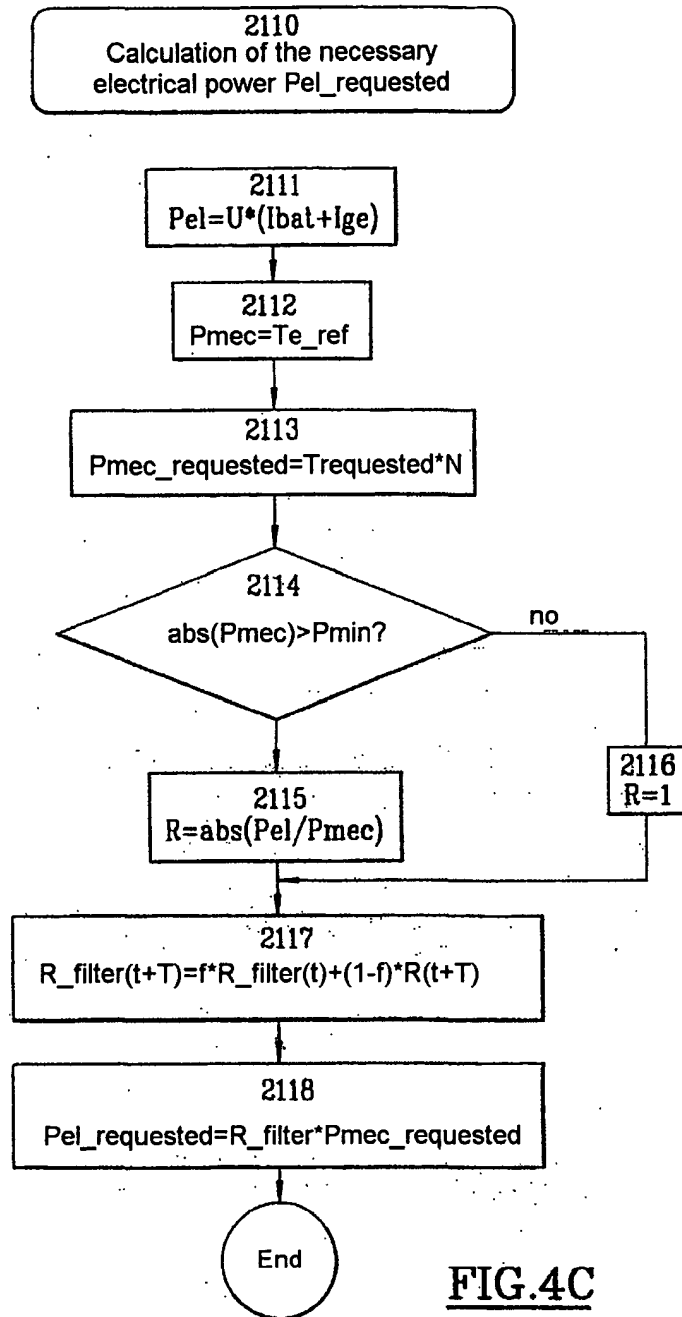 2110
Calculation of the necessary
electrical power Pel_requested
2111
Pel=U*(Ibat+Ige)
2112
Pmec=Te_ref
2113
Pmec_requested=Trequested*N
2114
abs(Pmec)>Pmin?
no
2116
R=1
2115
R=abs(Pel/Pmec)
2117
R_filter(t+T)=f*R_filter(t)+(1-f)*R(t+T)
2118
Pel_requested=R_filter*Pmec_requested
End
FIG.4C